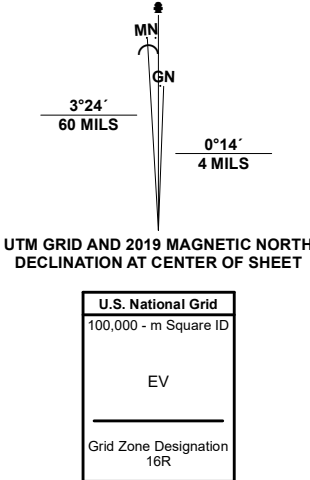 MN
GN
3°24´
60 MILS
0°14´
4 MILS
UTM GRID AND 2019 MAGNETIC NORTH
DECLINATION AT CENTER OF SHEET
U.S. National Grid
100,000 - m Square ID
EV
Grid Zone Designation
16R